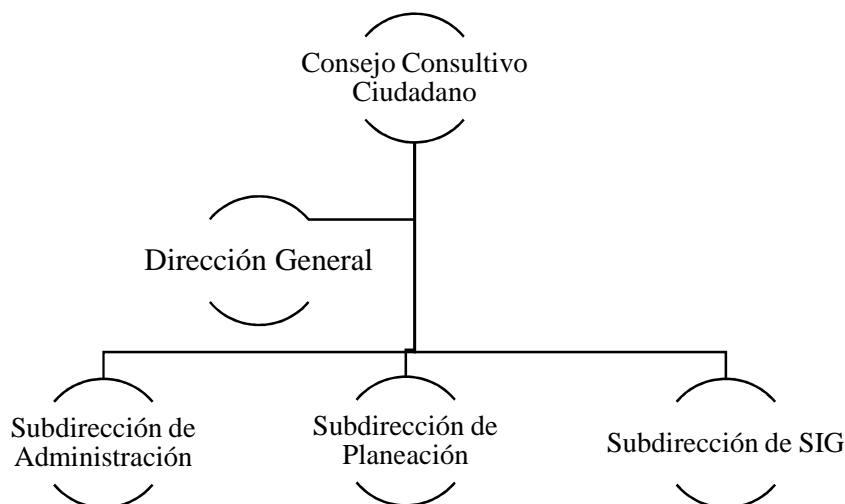 Consejo Consultivo
Ciudadano
Dirección General
Subdirección de
Administración
Subdirección de
Planeación
Subdirección de SIG